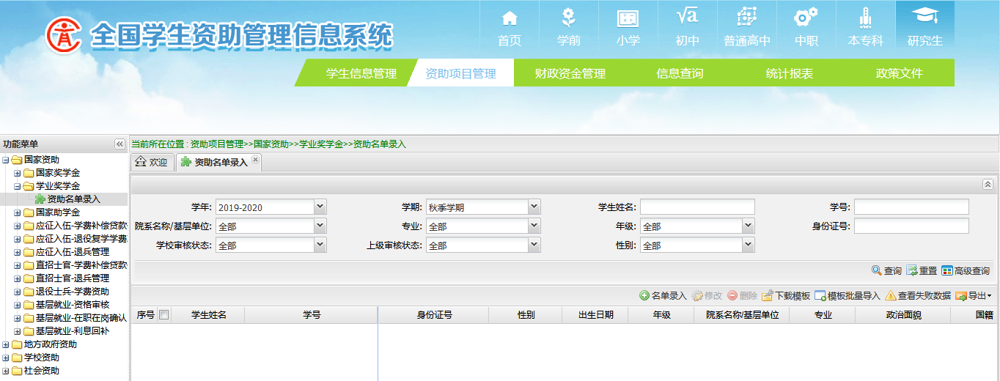 全国学生资助管理信息系统
首页 学前 小学 初中 普通高中 中职 本专科 研究生
学生信息管理 资助项目管理 财政资金管理 信息查询 统计报表 政策文件
功能菜单
国家资助
国家奖学金
学业奖学金
资助名单录入
国家助学金
应征入伍-学费补偿贷款
应征入伍-退役复学学费
应征入伍-退兵管理
直招士官-学费补偿贷款
直招士官-退兵管理
退役士兵-学费资助
基层就业-资格审核
基层就业-在职在岗确认
基层就业-利息回补
地方政府资助
学校资助
社会资助
当前所在位置 : 资助项目管理>>国家资助>>学业奖学金>>资助名单录入
欢迎 资助名单录入
学年: 2019-2020 学期: 秋季学期 学生姓名: 学号:
院系名称/基层单位: 全部 专业: 全部 年级: 全部 身份证号:
学校审核状态: 全部 上级审核状态: 全部 性别: 全部
查询 重置 高级查询
名单录入 修改 删除 下载模板 模板批量导入 查看失败数据 导出
序号 学生姓名 学号 身份证号 性别 出生日期 年级 院系名称/基层单位 专业 政治面貌 国籍